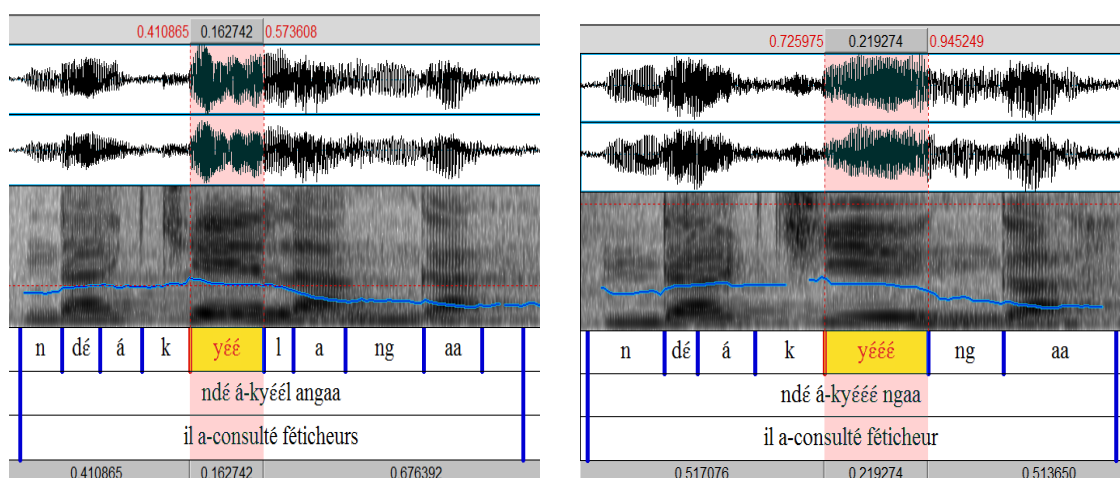 0.410865 0.162742 0.573608
n dɛ́ á k yɛ́ɛ́ l a ng aa
ndɛ́ á-kyɛ́ɛ́l angaa
il a-consulté féticheurs
0.410865 0.162742 0.676392
0.725975 0.219274 0.945249
n dɛ́ á k yɛ́ɛ́ɛ́ ng aa
ndɛ́ á-kyɛ́ɛ́ɛ́ ngaa
il a-consulté féticheur
0.517076 0.219274 0.513650